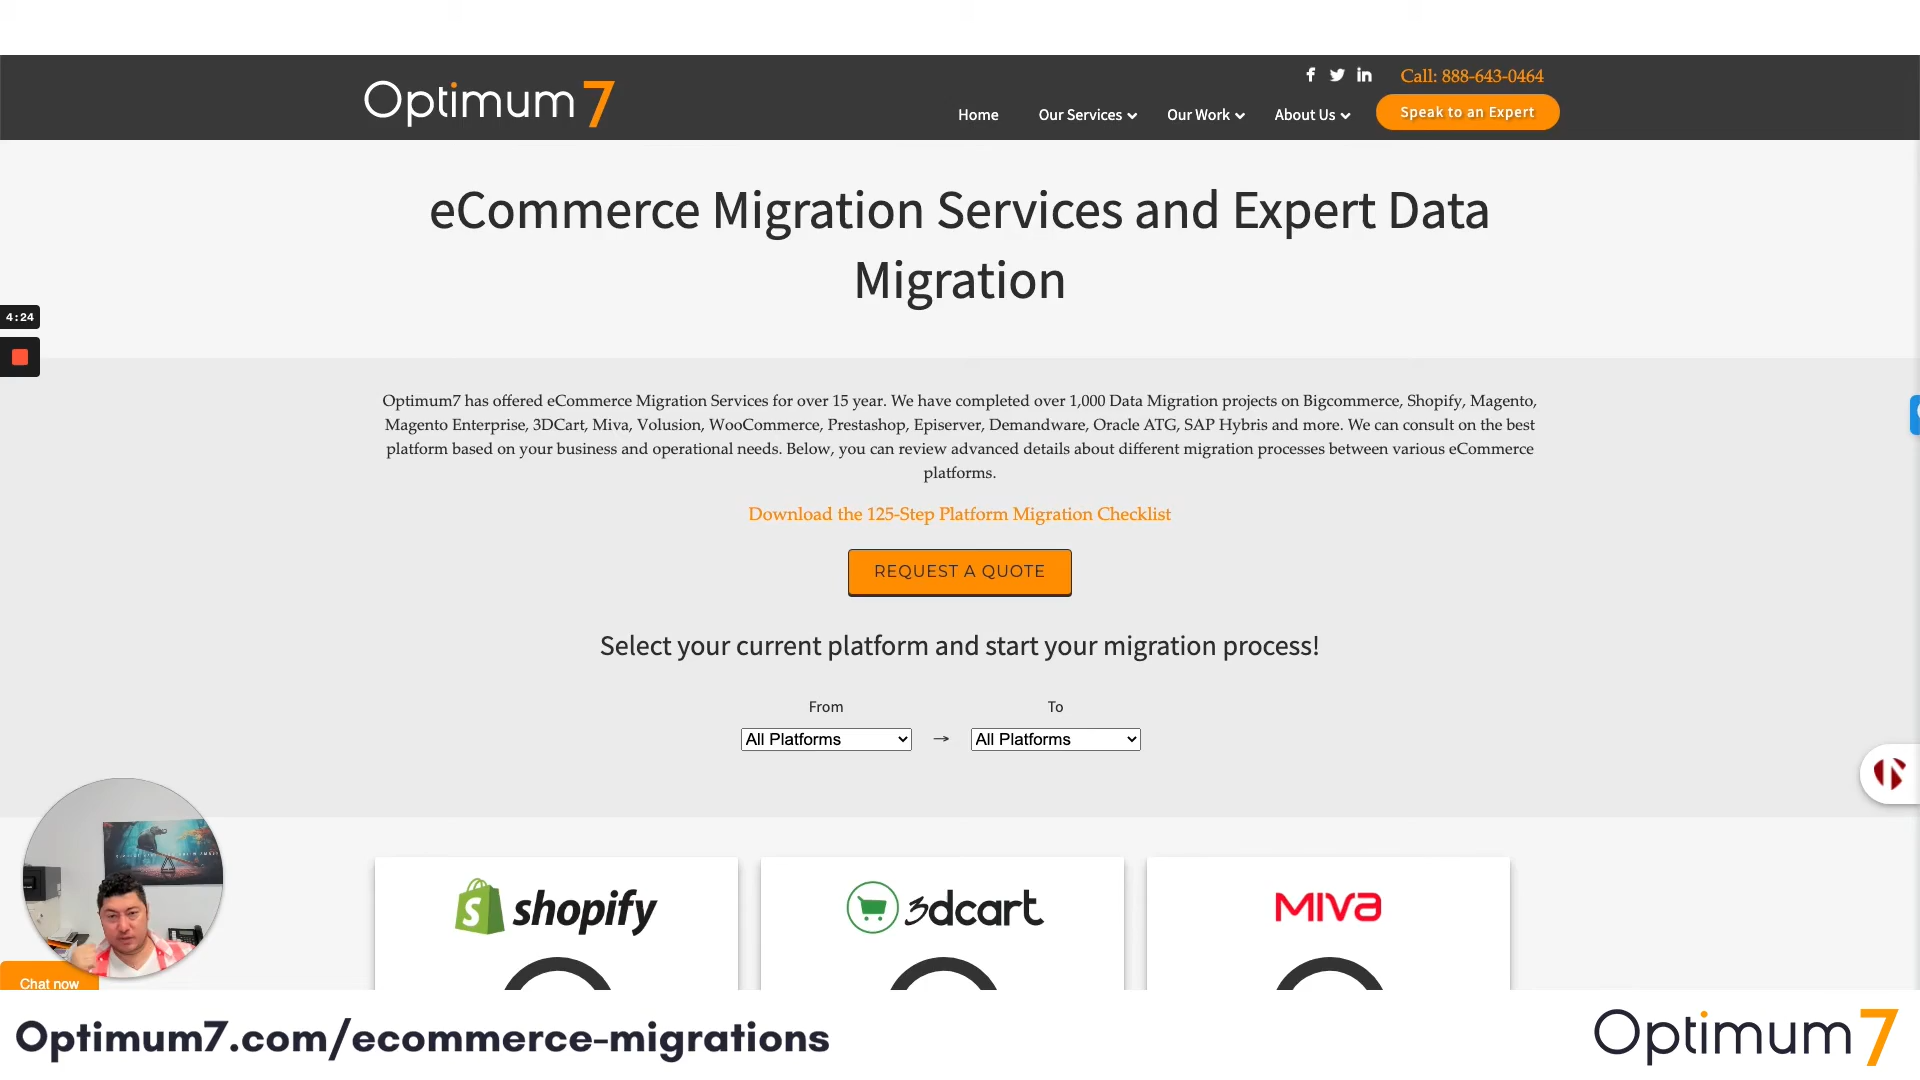 Optimum7
Call: 888-643-0464
Home
Our Services
Our Work
About Us
Speak to an Expert
eCommerce Migration Services and Expert Data
Migration
4:24
Optimum7 has offered eCommerce Migration Services for over 15 year. We have completed over 1,000 Data Migration projects on Bigcommerce, Shopify, Magento,
Magento Enterprise, 3DCart, Miva, Volusion, WooCommerce, Prestashop, Episerver, Demandware, Oracle ATG, SAP Hybris and more. We can consult on the best
platform based on your business and operational needs. Below, you can review advanced details about different migration processes between various eCommerce
platforms.
Download the 125-Step Platform Migration Checklist
REQUEST A QUOTE
Select your current platform and start your migration process!
From
To
All Platforms → All Platforms
shopify
3dcart
MIVA
Chat now
Optimum7.com/ecommerce-migrations
Optimum7